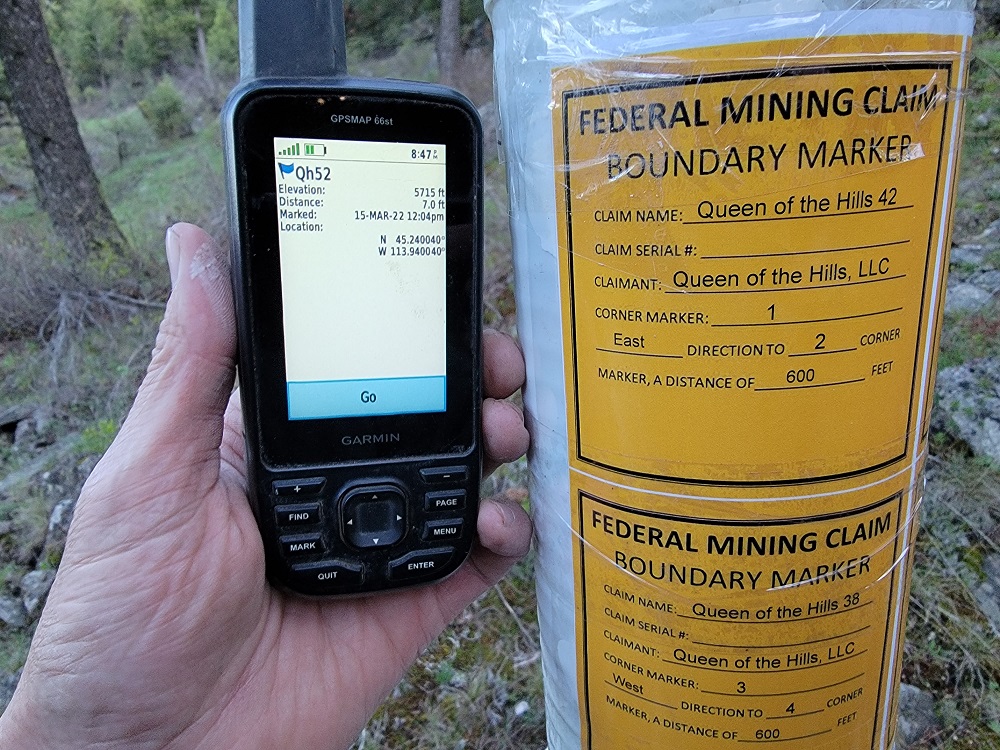 GPSMAP 66st
8:47 PM
Qh52
Elevation: 5715 ft
Distance: 7.0 ft
Marked: 15-MAR-22 12:04pm
Location:
N 45.240040°
W 113.940040°
Go
GARMIN
+ -
FIND PAGE
MARK MENU
QUIT ENTER
FEDERAL MINING CLAIM
BOUNDARY MARKER
CLAIM NAME: Queen of the Hills 42
CLAIM SERIAL #:
CLAIMANT: Queen of the Hills, LLC
CORNER MARKER: 1
East DIRECTION TO 2 CORNER
MARKER, A DISTANCE OF 600 FEET
FEDERAL MINING CLAIM
BOUNDARY MARKER
CLAIM NAME: Queen of the Hills 38
CLAIM SERIAL #:
CLAIMANT: Queen of the Hills, LLC
CORNER MARKER: 3
West DIRECTION TO 4 CORNER
MARKER, A DISTANCE OF 600 FEET